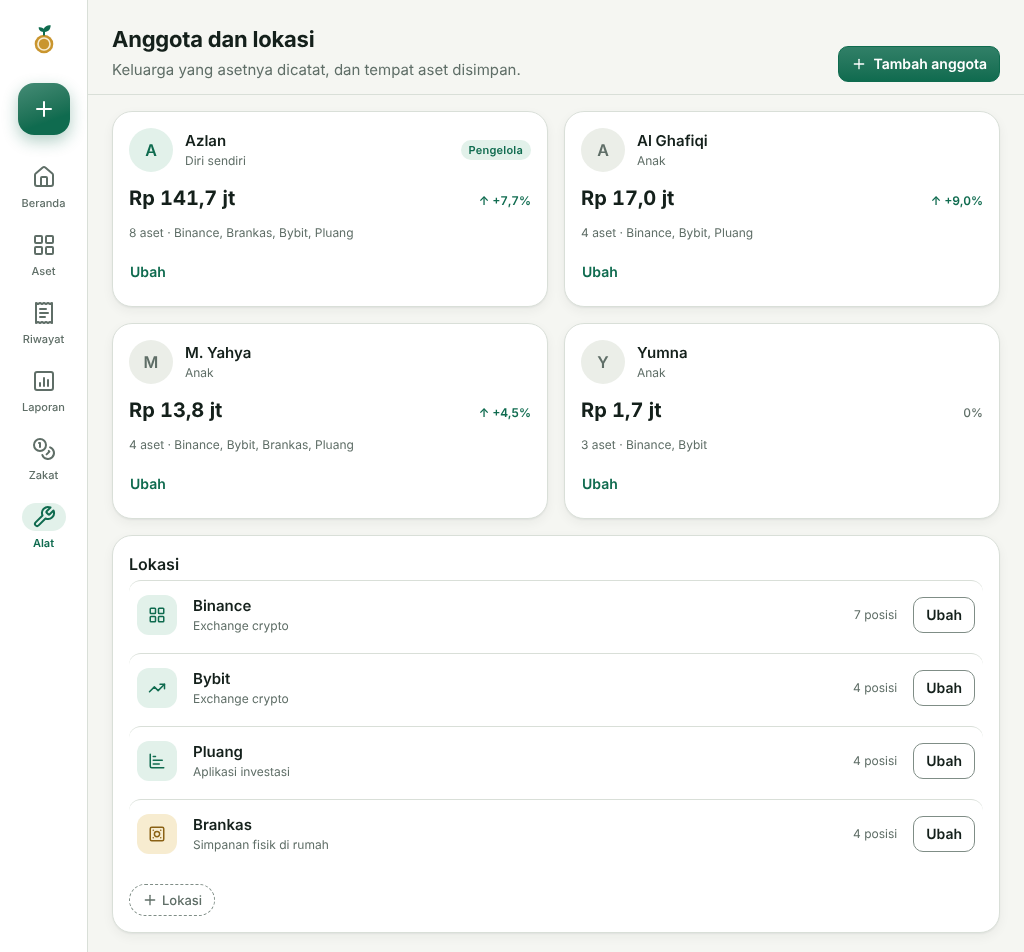 Anggota dan lokasi
Keluarga yang asetnya dicatat, dan tempat aset disimpan.
Tambah anggota
Beranda
Aset
Riwayat
Laporan
Zakat
Alat
A
Azlan
Diri sendiri
Pengelola
Rp 141,7 jt
↑ +7,7%
8 aset · Binance, Brankas, Bybit, Pluang
Ubah
A
Al Ghafiqi
Anak
Rp 17,0 jt
↑ +9,0%
4 aset · Binance, Bybit, Pluang
Ubah
M
M. Yahya
Anak
Rp 13,8 jt
↑ +4,5%
4 aset · Binance, Bybit, Brankas, Pluang
Ubah
Y
Yumna
Anak
Rp 1,7 jt
0%
3 aset · Binance, Bybit
Ubah
Lokasi
Binance
Exchange crypto
7 posisi
Ubah
Bybit
Exchange crypto
4 posisi
Ubah
Pluang
Aplikasi investasi
4 posisi
Ubah
Brankas
Simpanan fisik di rumah
4 posisi
Ubah
+ Lokasi